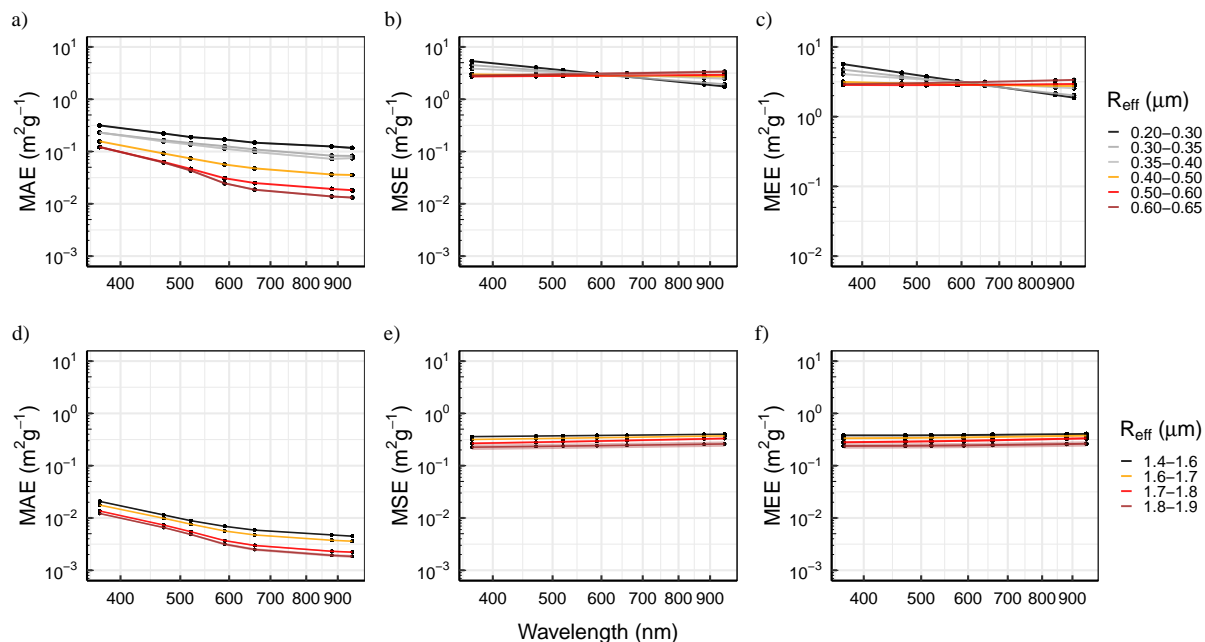 a)
b)
c)
MAE (m²g⁻¹)
10¹
10⁰
10⁻¹
10⁻²
10⁻³
400 500 600 700 800 900
MSE (m²g⁻¹)
10¹
10⁰
10⁻¹
10⁻²
10⁻³
400 500 600 700 800 900
MEE (m²g⁻¹)
10¹
10⁰
10⁻¹
10⁻²
400 500 600 700 800 900
R_eff (μm)
0.20−0.30
0.30−0.35
0.35−0.40
0.40−0.50
0.50−0.60
0.60−0.65
d)
e)
f)
MAE (m²g⁻¹)
10¹
10⁰
10⁻¹
10⁻²
10⁻³
400 500 600 700 800 900
MSE (m²g⁻¹)
10¹
10⁰
10⁻¹
10⁻²
10⁻³
400 500 600 700 800 900
MEE (m²g⁻¹)
10¹
10⁰
10⁻¹
10⁻²
10⁻³
400 500 600 700 800 900
R_eff (μm)
1.4−1.6
1.6−1.7
1.7−1.8
1.8−1.9
Wavelength (nm)